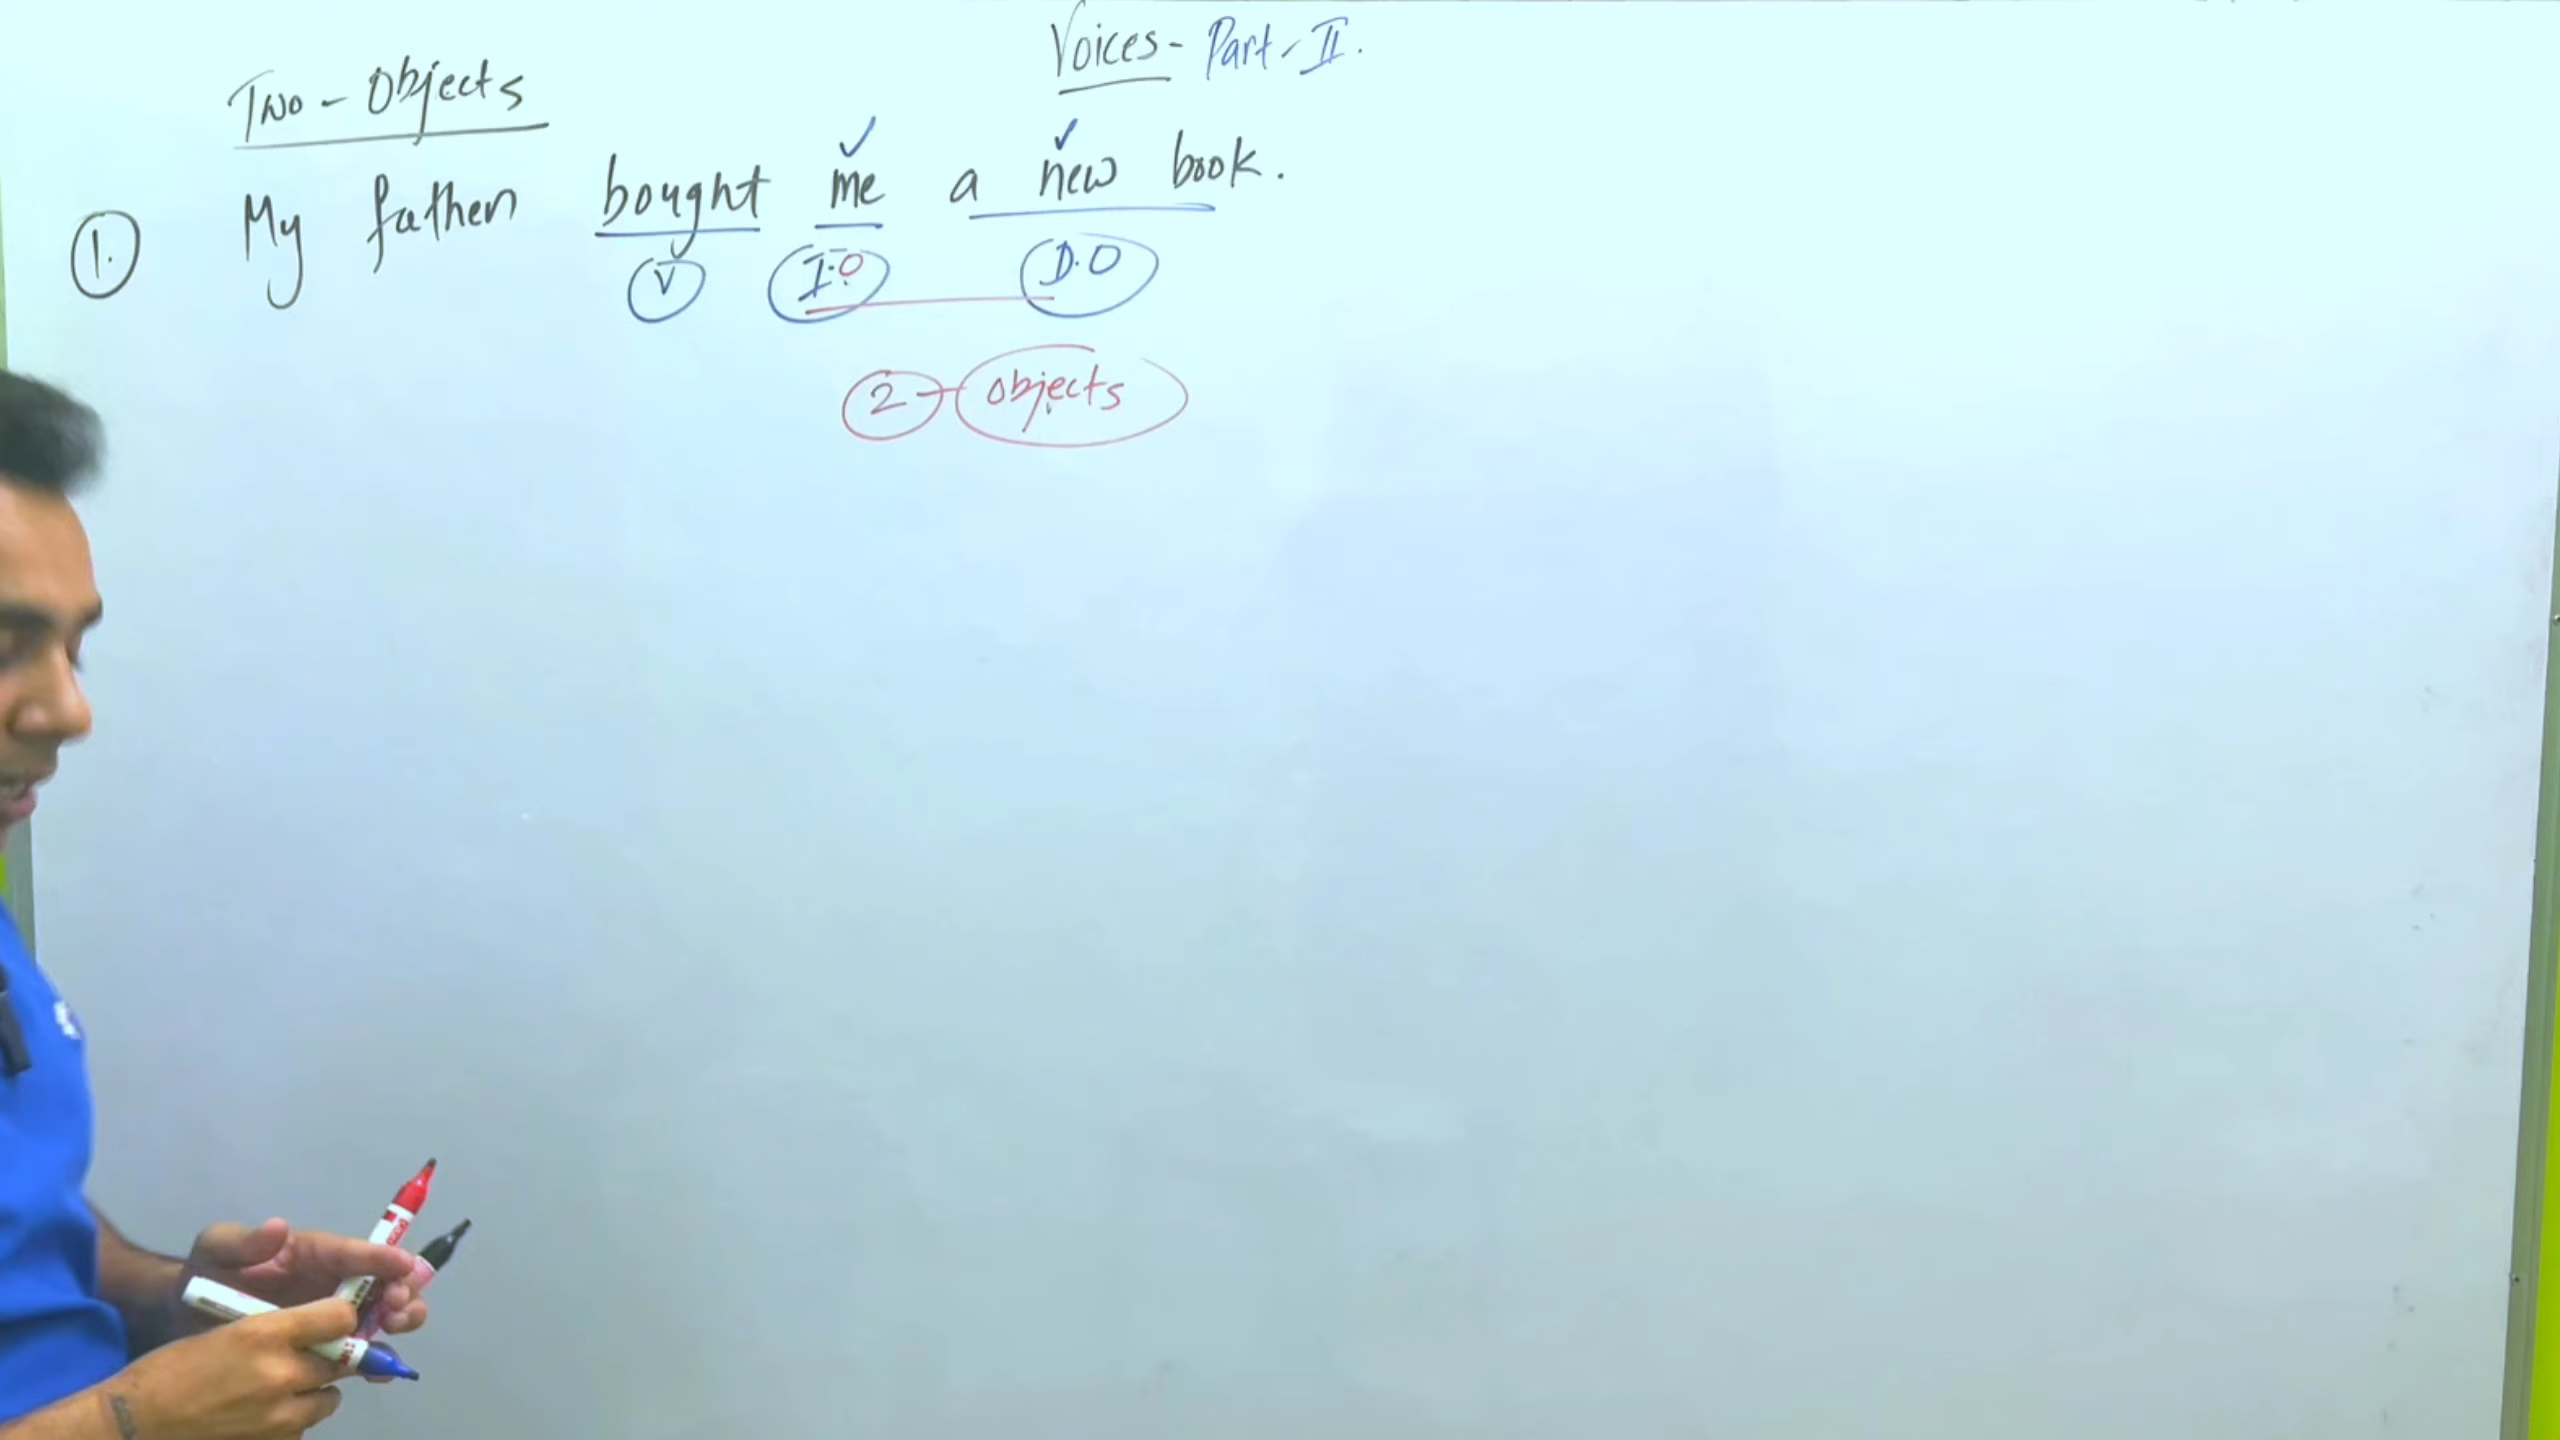 Voices - Part - II.
Two - Objects
1. My father bought me a new book.
V I.O D.O
2 - objects